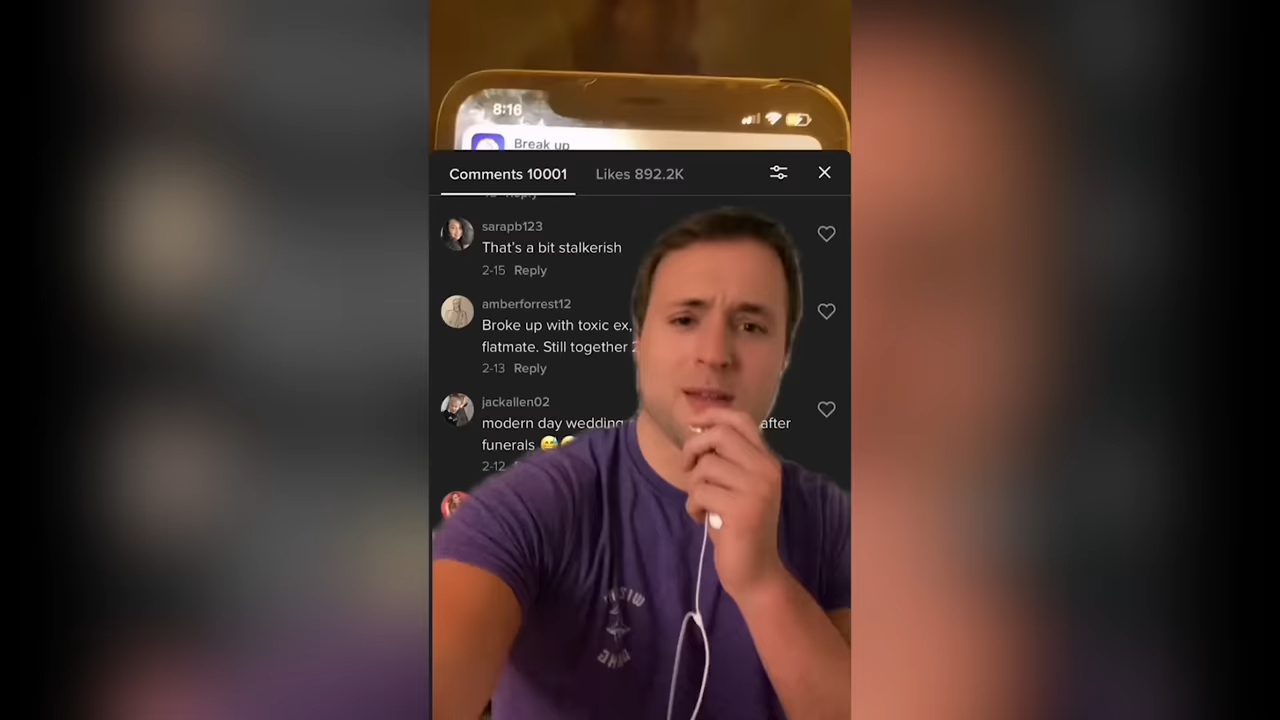 8:16
Break up
Comments 10001
Likes 892.2K
Reply
sarapb123
That's a bit stalkerish
2-15 Reply
amberforrest12
Broke up with toxic ex,
flatmate. Still together
2-13 Reply
jackallen02
modern day wedding after
funerals 😅
2-12